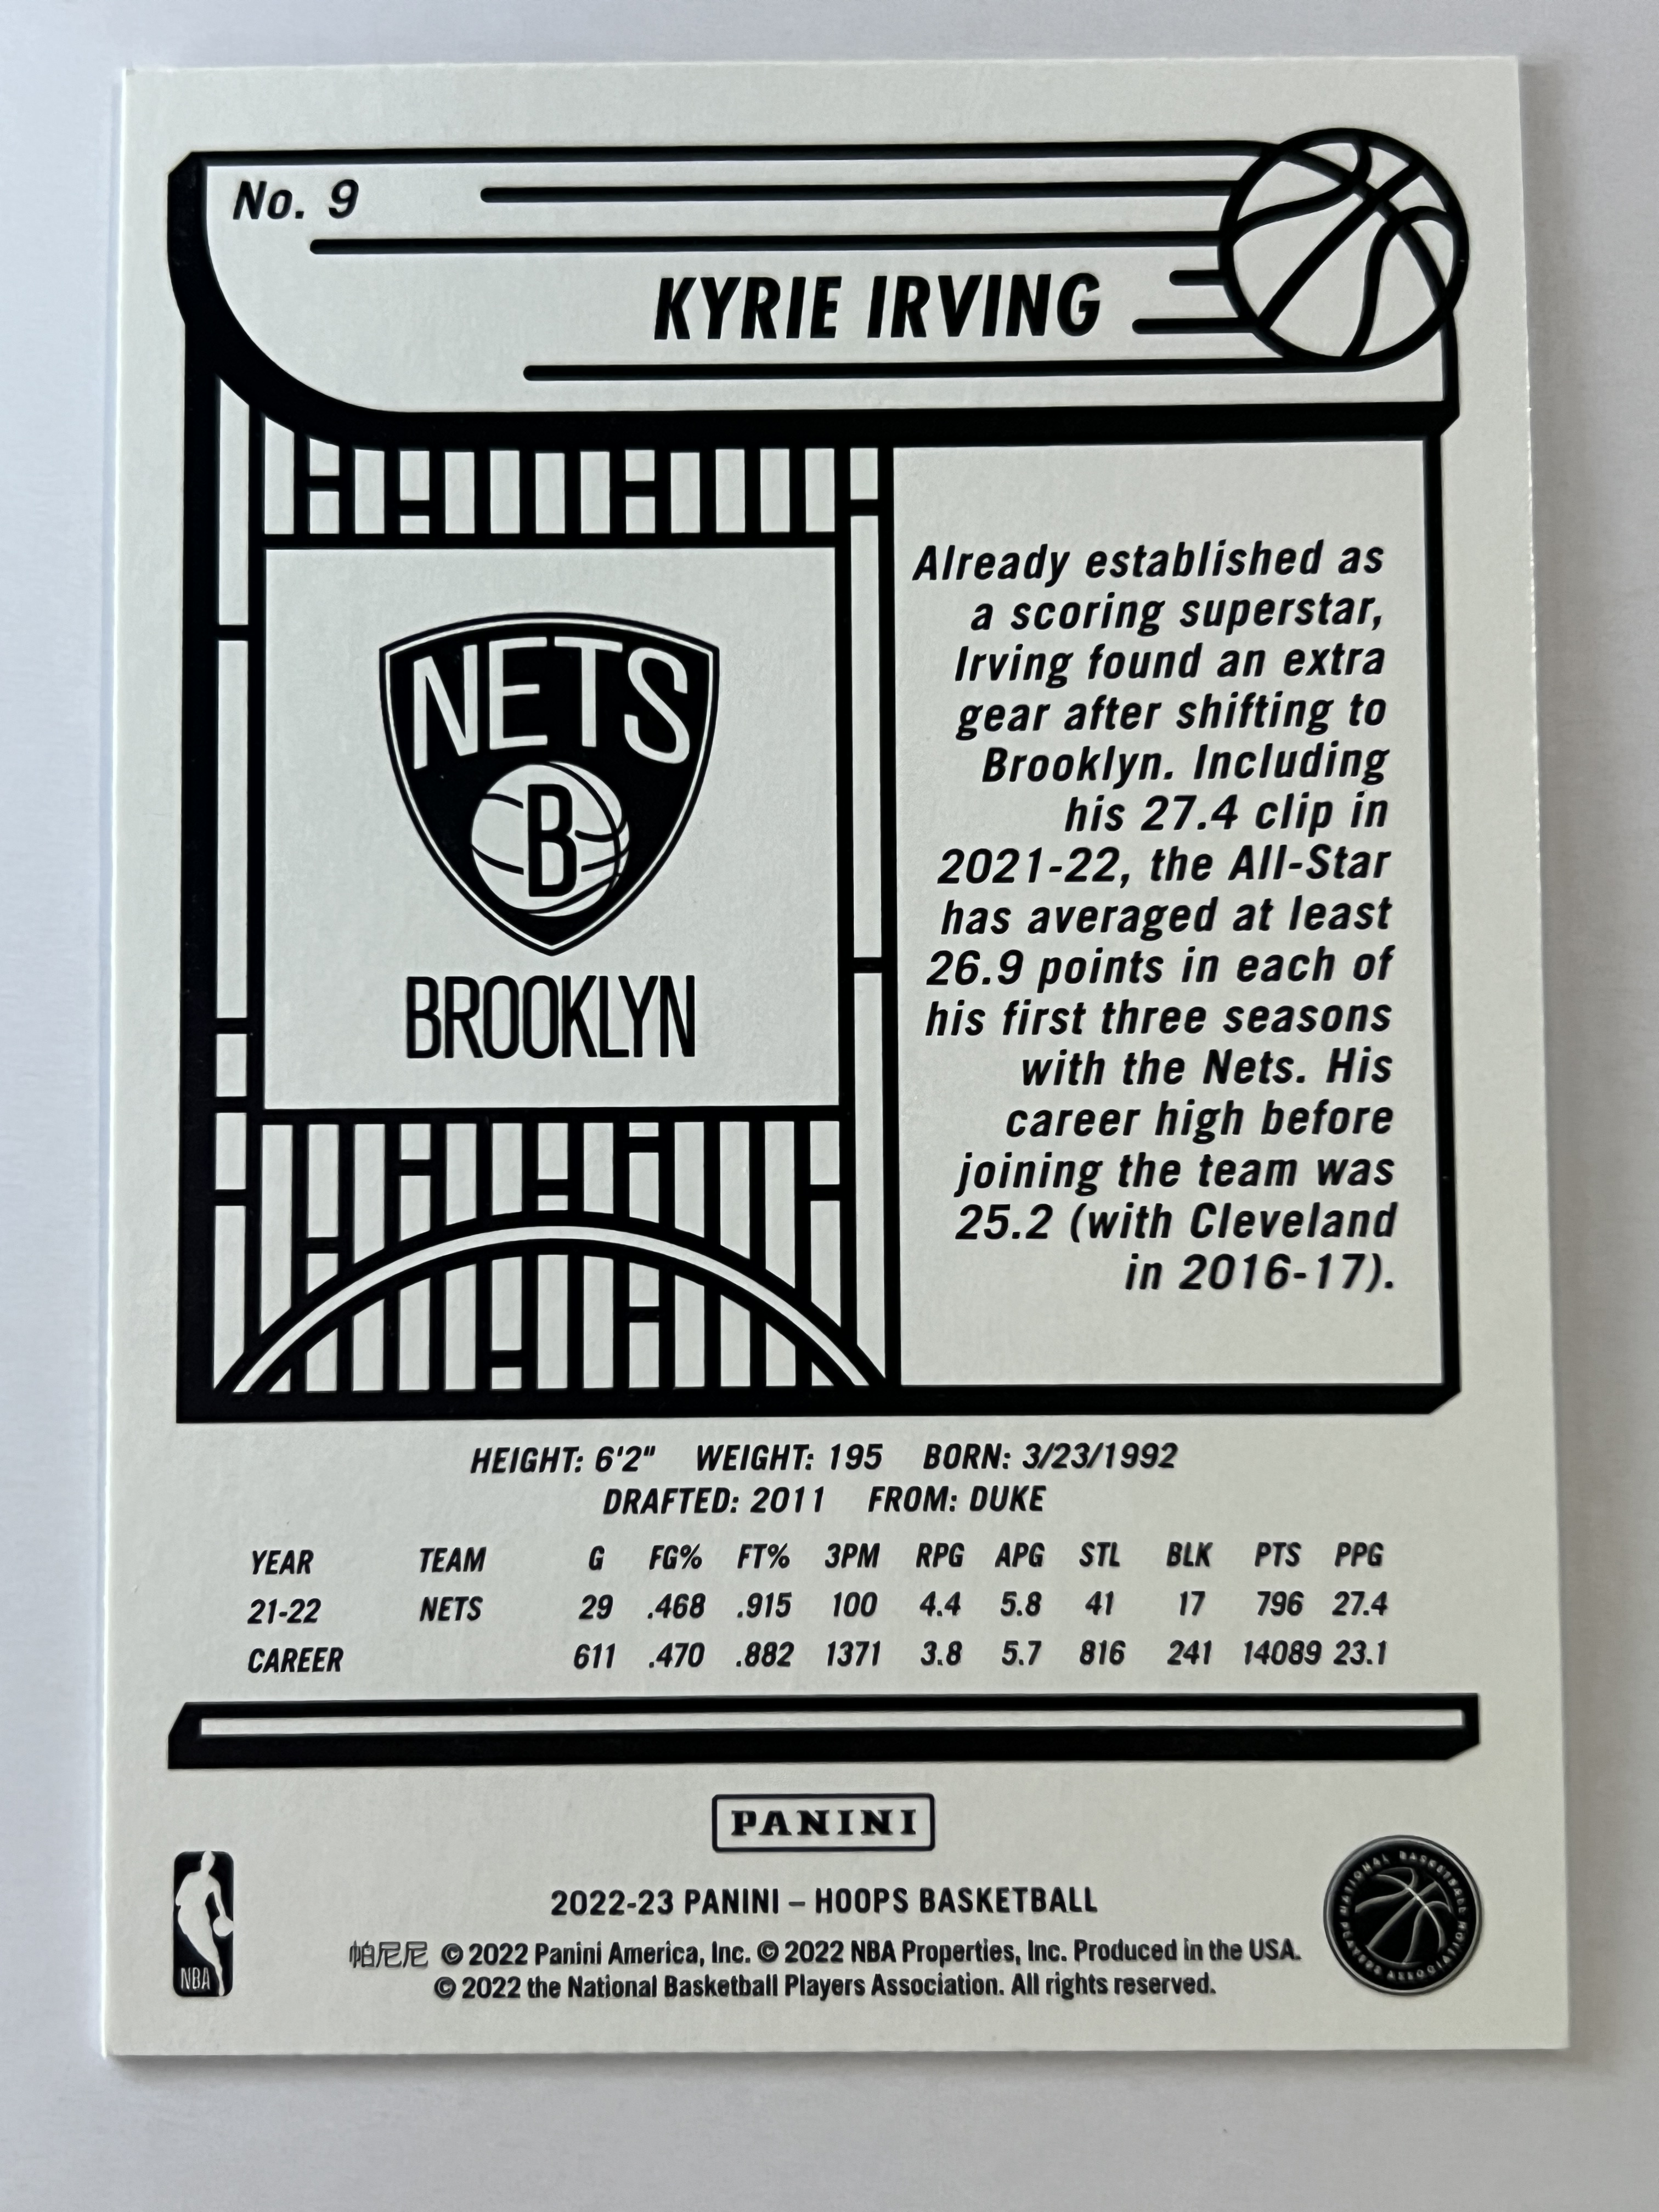 No. 9
KYRIE IRVING
NETS
B
BROOKLYN
Already established as
a scoring superstar,
Irving found an extra
gear after shifting to
Brooklyn. Including
his 27.4 clip in
2021-22, the All-Star
has averaged at least
26.9 points in each of
his first three seasons
with the Nets. His
career high before
joining the team was
25.2 (with Cleveland
in 2016-17).
HEIGHT: 6'2" WEIGHT: 195 BORN: 3/23/1992
DRAFTED: 2011 FROM: DUKE
YEAR TEAM G FG% FT% 3PM RPG APG STL BLK PTS PPG
21-22 NETS 29 .468 .915 100 4.4 5.8 41 17 796 27.4
CAREER 611 .470 .882 1371 3.8 5.7 816 241 14089 23.1
PANINI
2022-23 PANINI – HOOPS BASKETBALL
帕尼尼 © 2022 Panini America, Inc. © 2022 NBA Properties, Inc. Produced in the USA.
© 2022 the National Basketball Players Association. All rights reserved.
NBA
NATIONAL BASKETBALL PLAYERS ASSOCIATION